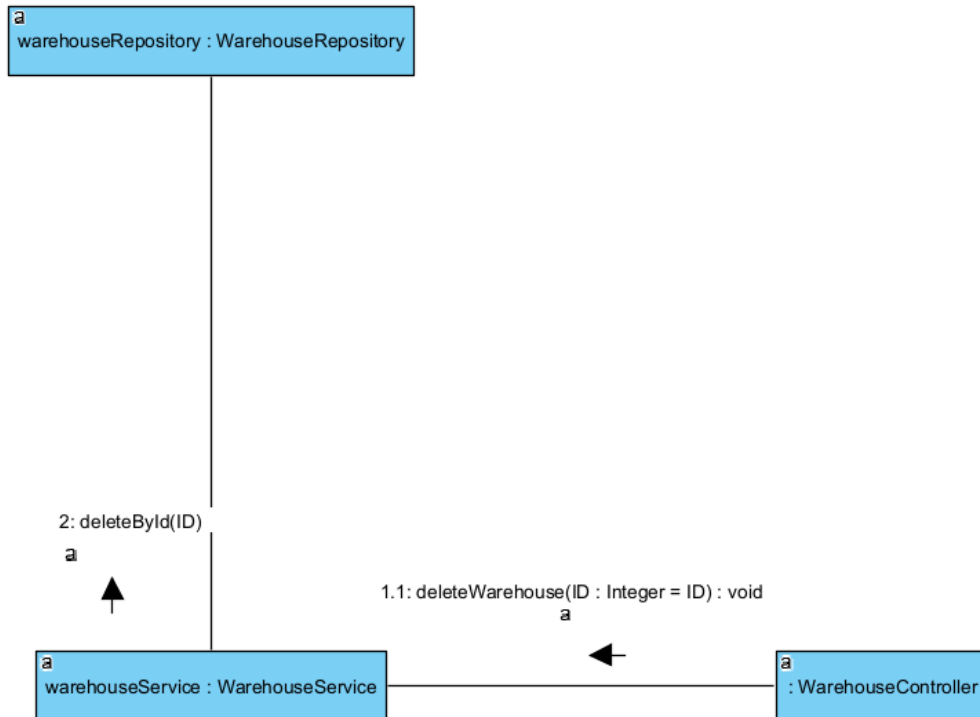 a
warehouseRepository : WarehouseRepository
2: deleteById(ID)
a
1.1: deleteWarehouse(ID : Integer = ID) : void
a
a
warehouseService : WarehouseService
a
: WarehouseController